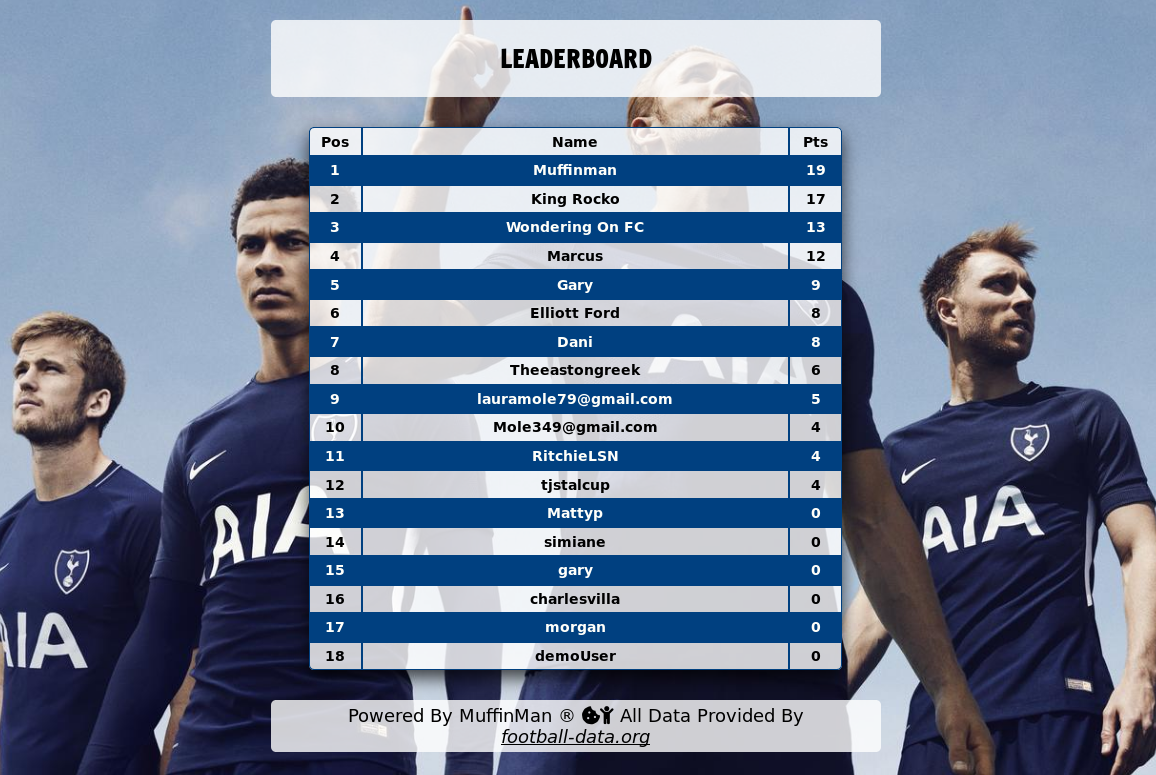 LEADERBOARD
Pos Name Pts
1 Muffinman 19
2 King Rocko 17
3 Wondering On FC 13
4 Marcus 12
5 Gary 9
6 Elliott Ford 8
7 Dani 8
8 Theeastongreek 6
9 lauramole79@gmail.com 5
10 Mole349@gmail.com 4
11 RitchieLSN 4
12 tjstalcup 4
13 Mattyp 0
14 simiane 0
15 gary 0
16 charlesvilla 0
17 morgan 0
18 demoUser 0
AIA
AIA
AIA
AIA
Powered By MuffinMan ® All Data Provided By
football-data.org